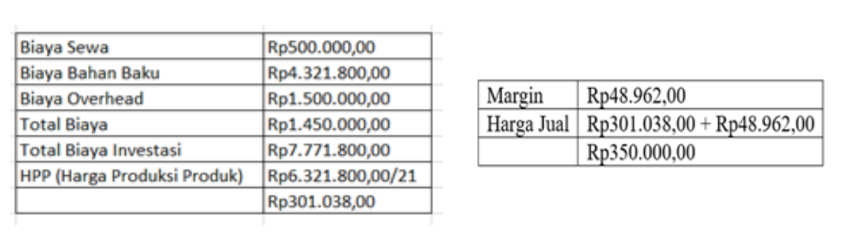 Biaya Sewa Rp500.000,00
Biaya Bahan Baku Rp4.321.800,00
Biaya Overhead Rp1.500.000,00
Total Biaya Rp1.450.000,00
Total Biaya Investasi Rp7.771.800,00
HPP (Harga Produksi Produk) Rp6.321.800,00/21
Rp301.038,00
Margin Rp48.962,00
Harga Jual Rp301.038,00 + Rp48.962,00
Rp350.000,00